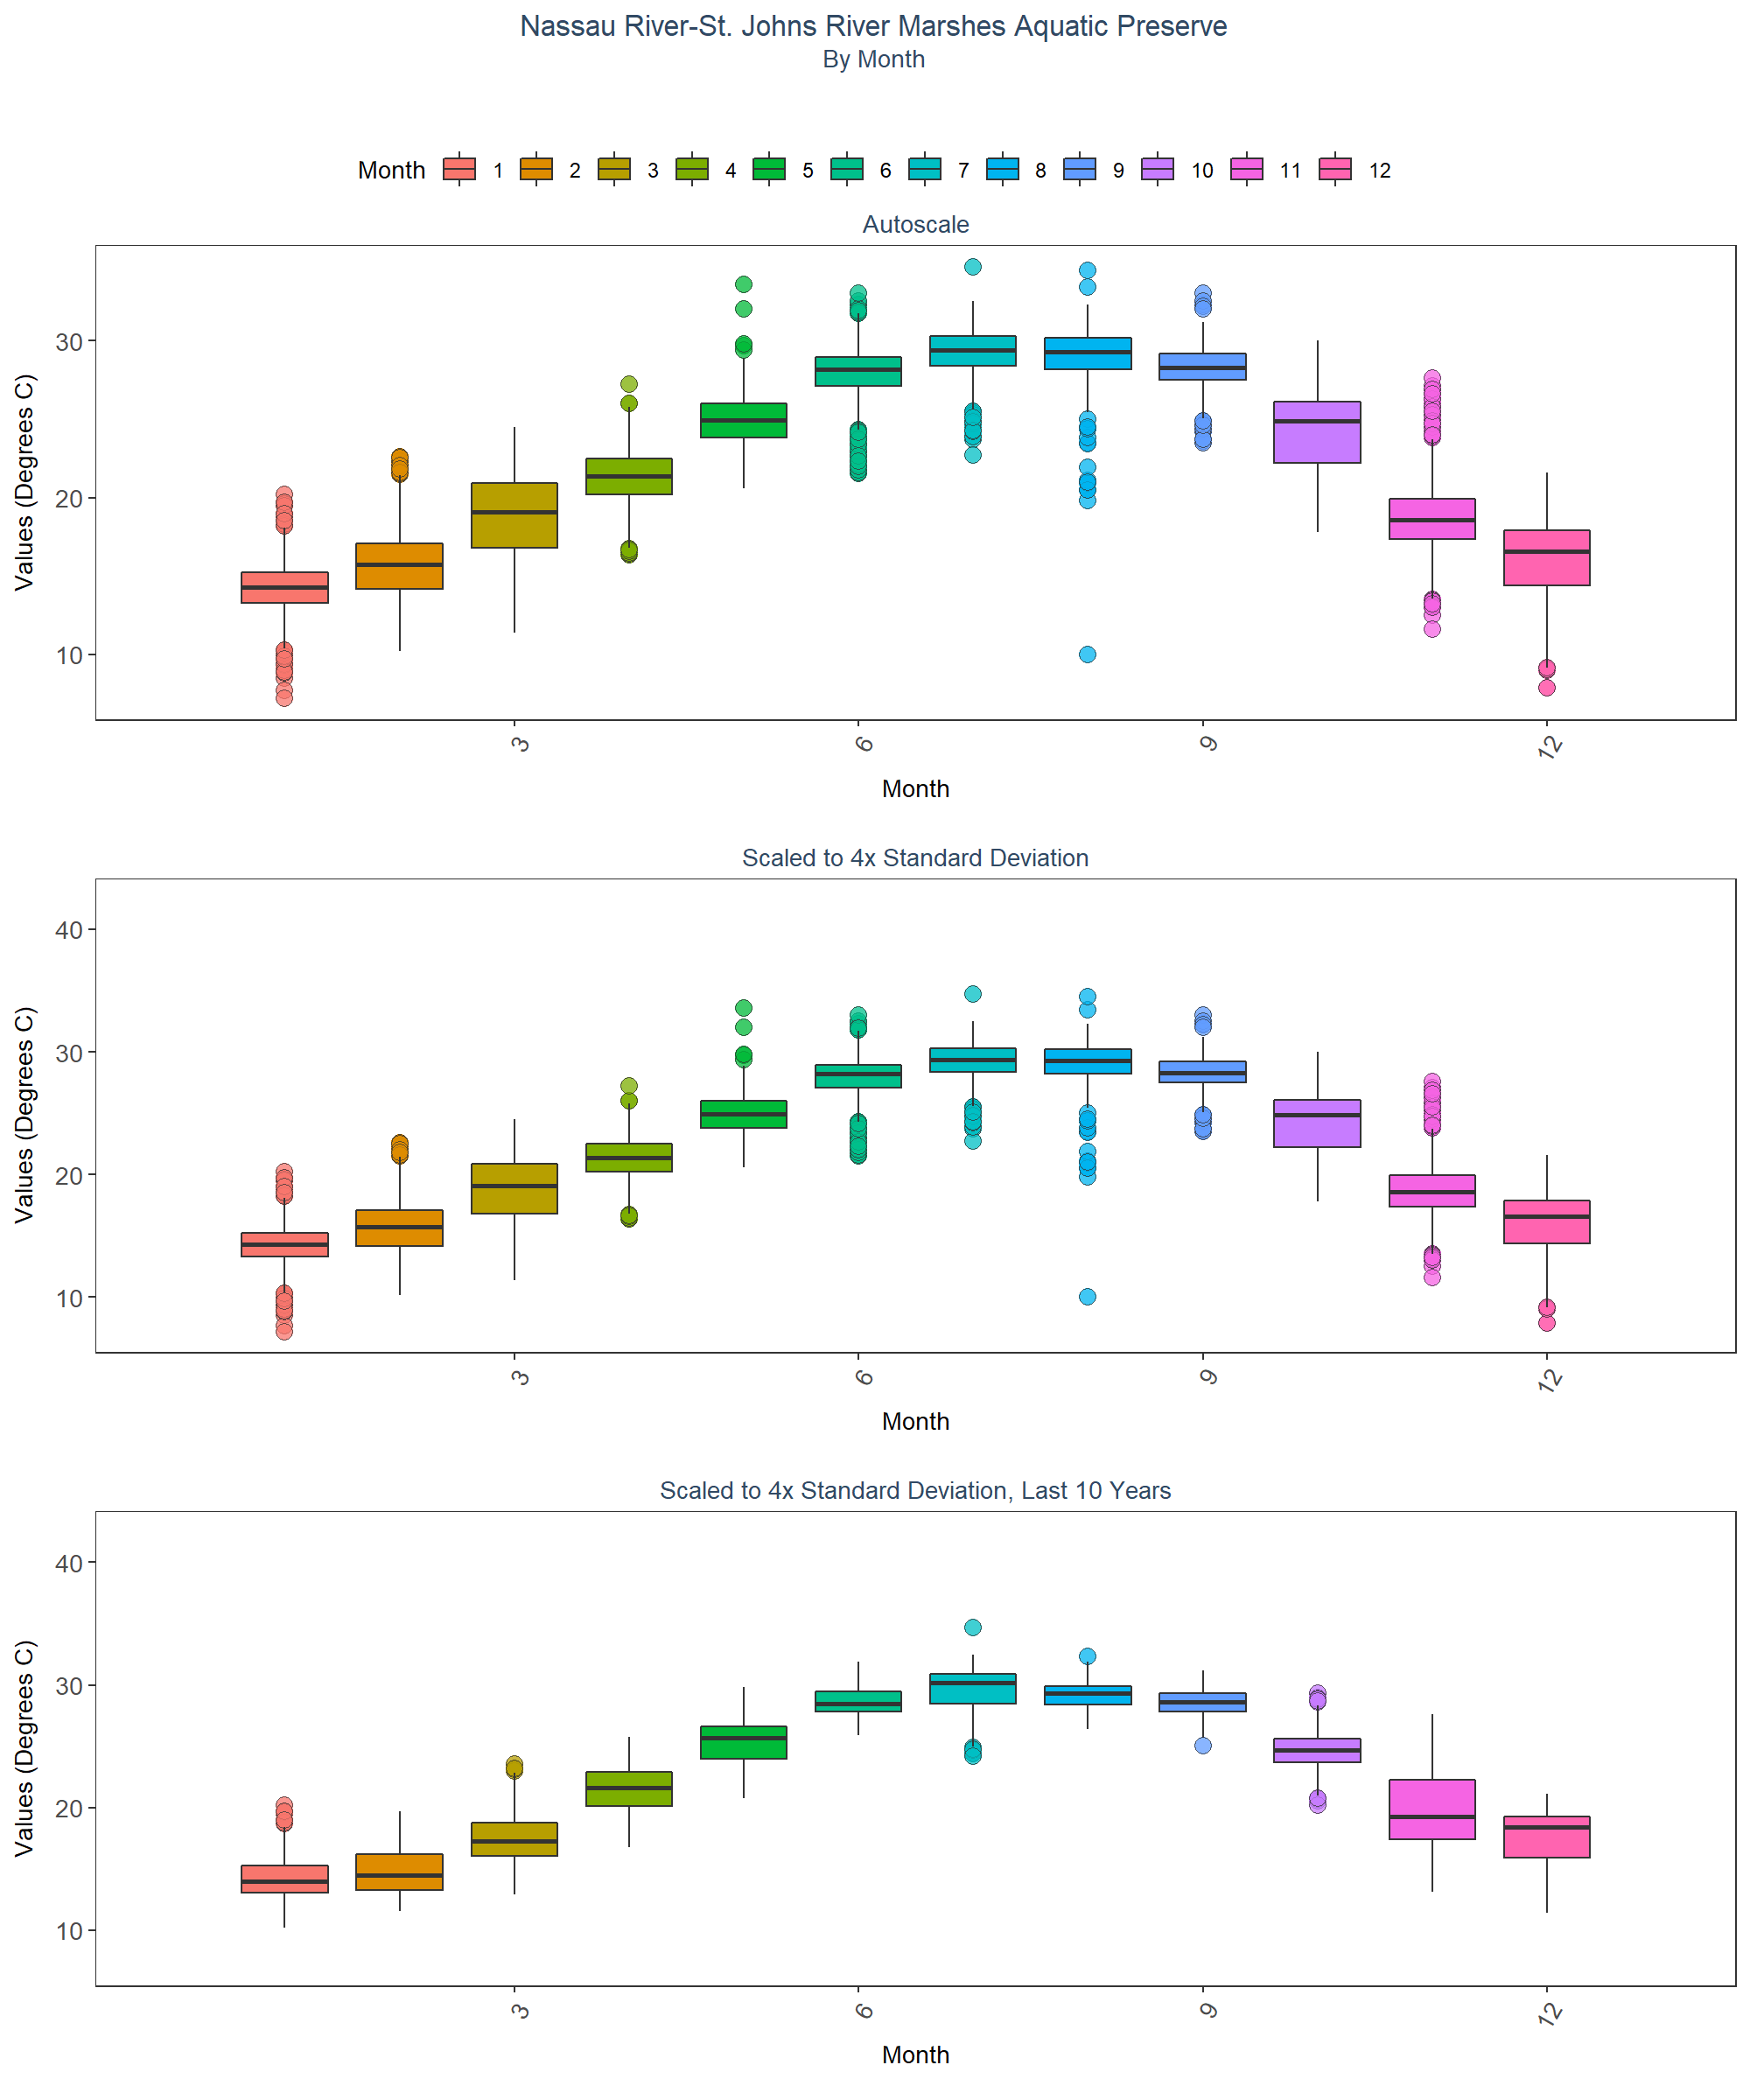 Nassau River-St. Johns River Marshes Aquatic Preserve
By Month
Month 1 2 3 4 5 6 7 8 9 10 11 12
Autoscale
Values (Degrees C)
30
20
10
3 6 9 12
Month
Scaled to 4x Standard Deviation
Values (Degrees C)
40
30
20
10
3 6 9 12
Month
Scaled to 4x Standard Deviation, Last 10 Years
Values (Degrees C)
40
30
20
10
3 6 9 12
Month